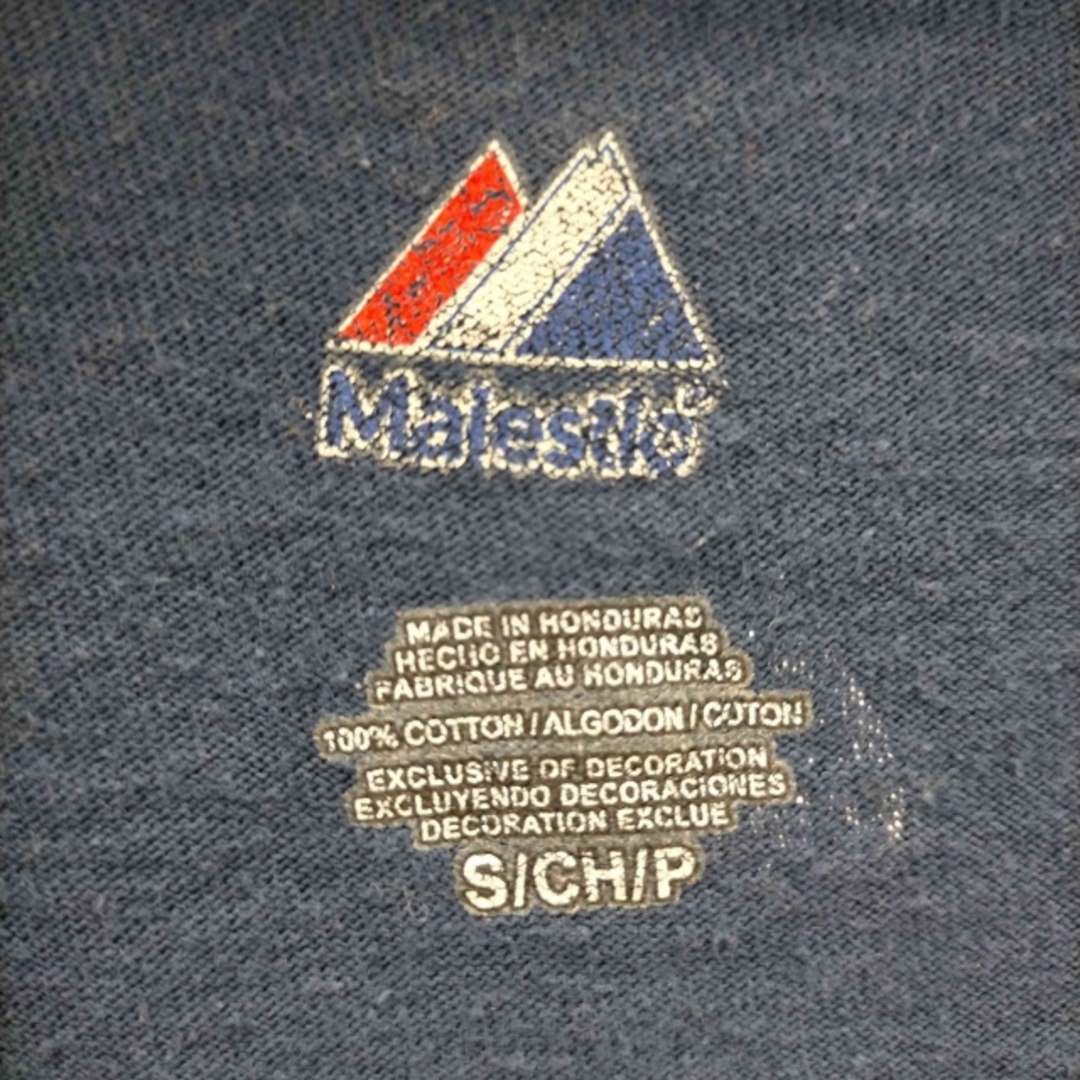 Majestic
MADE IN HONDURAS
HECHO EN HONDURAS
FABRIQUE AU HONDURAS
100% COTTON / ALGODON / COTON
EXCLUSIVE OF DECORATION
EXCLUYENDO DECORACIONES
DECORATION EXCLUE
S/CH/P